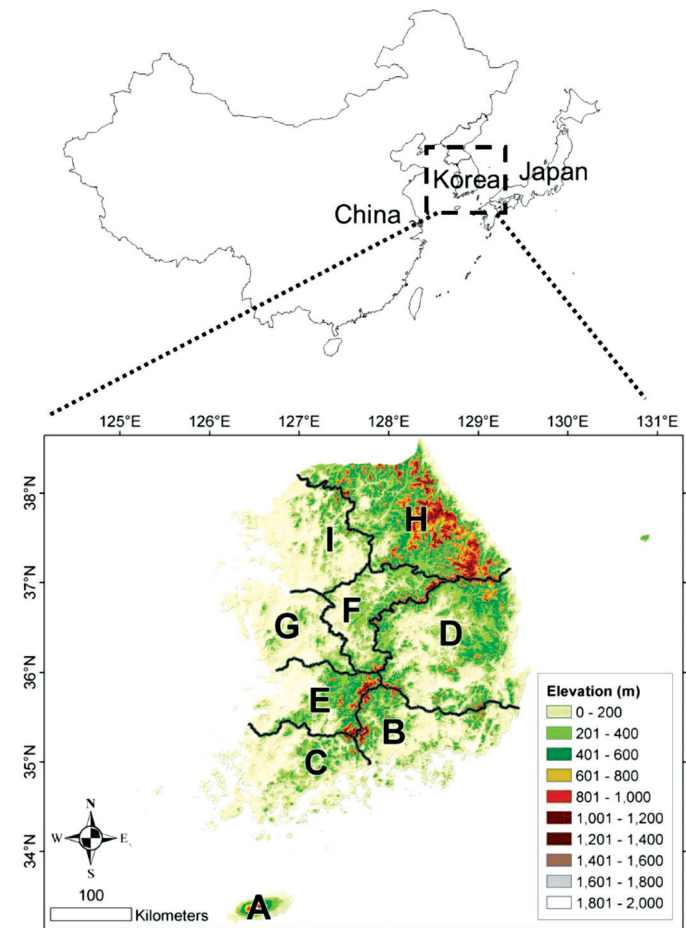 Korea
Japan
China
125°E 126°E 127°E 128°E 129°E 130°E 131°E
38°N
37°N
36°N
35°N
34°N
H
I
F
G
D
E
B
C
A
N
W E
S
100
Kilometers
Elevation (m)
0 - 200
201 - 400
401 - 600
601 - 800
801 - 1,000
1,001 - 1,200
1,201 - 1,400
1,401 - 1,600
1,601 - 1,800
1,801 - 2,000